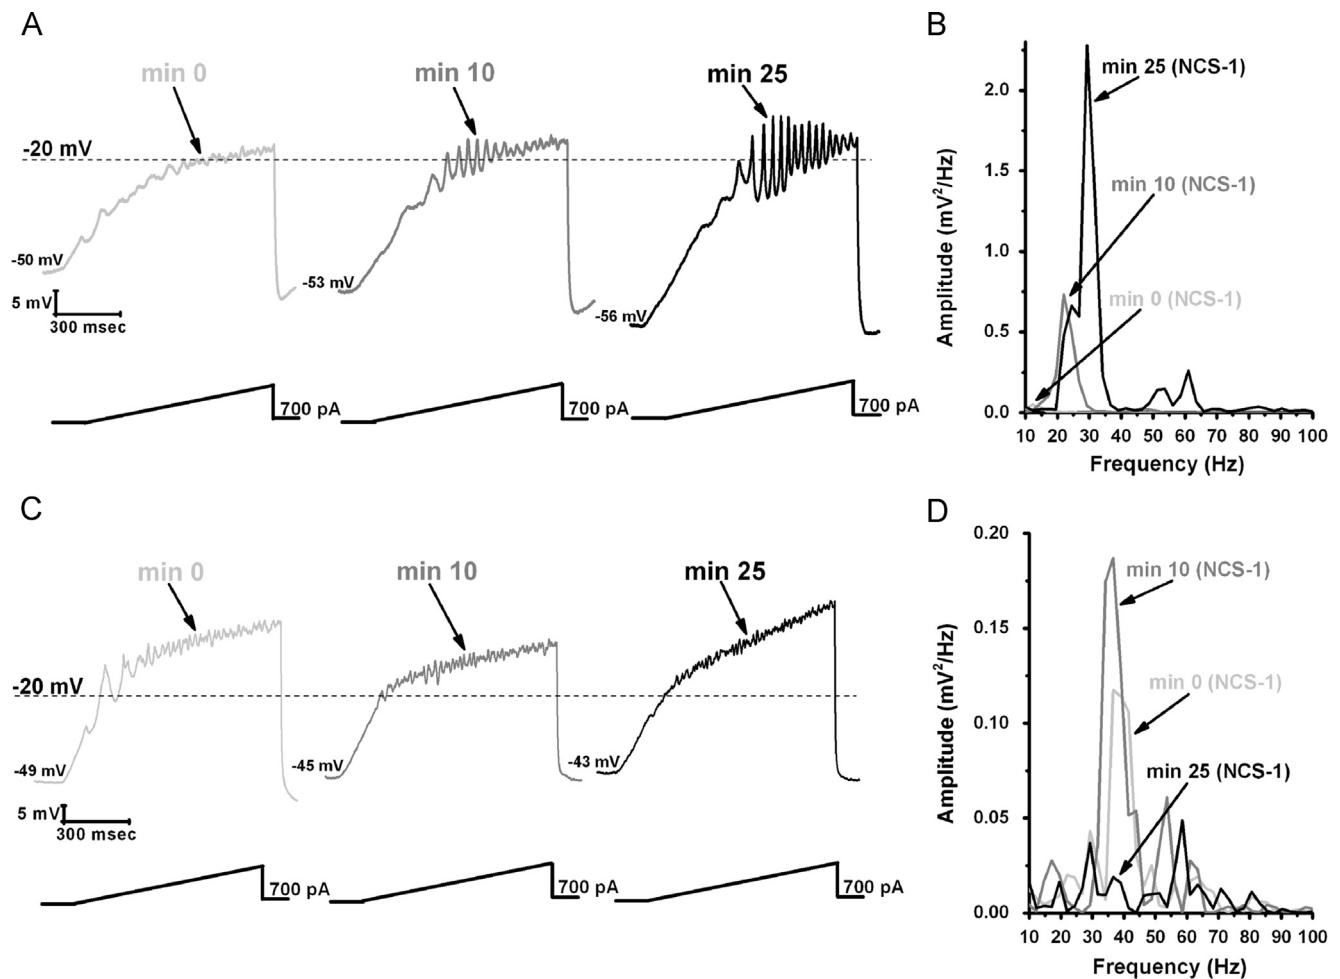 A
min 0
min 10
min 25
-20 mV
-50 mV
-53 mV
-56 mV
5 mV
300 msec
700 pA
700 pA
700 pA
B
Amplitude (mV²/Hz)
2.0
1.5
1.0
0.5
0.0
min 25 (NCS-1)
min 10 (NCS-1)
min 0 (NCS-1)
10 20 30 40 50 60 70 80 90 100
Frequency (Hz)
C
min 0
min 10
min 25
-20 mV
-49 mV
-45 mV
-43 mV
5 mV
300 msec
700 pA
700 pA
700 pA
D
Amplitude (mV²/Hz)
0.20
0.15
0.10
0.05
0.00
min 10 (NCS-1)
min 0 (NCS-1)
min 25 (NCS-1)
10 20 30 40 50 60 70 80 90 100
Frequency (Hz)